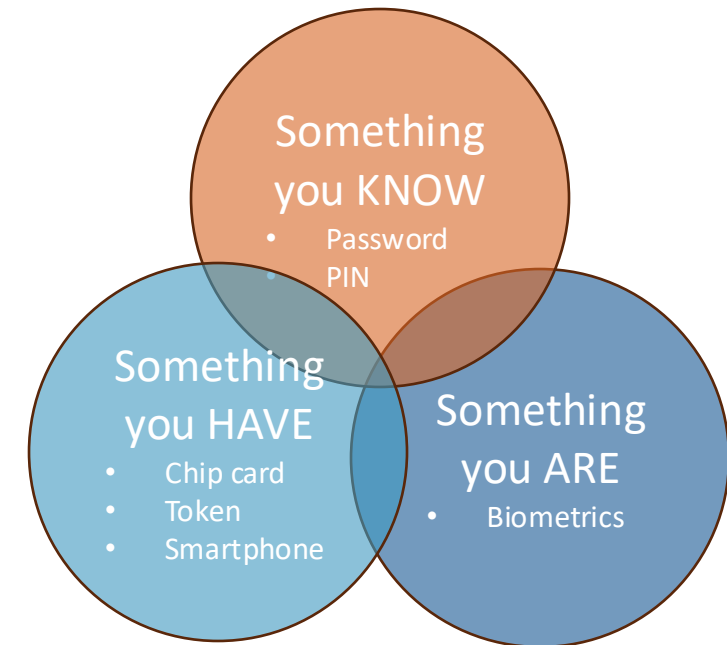 Something
you KNOW
• Password
• PIN
Something
you HAVE
• Chip card
• Token
• Smartphone
Something
you ARE
• Biometrics